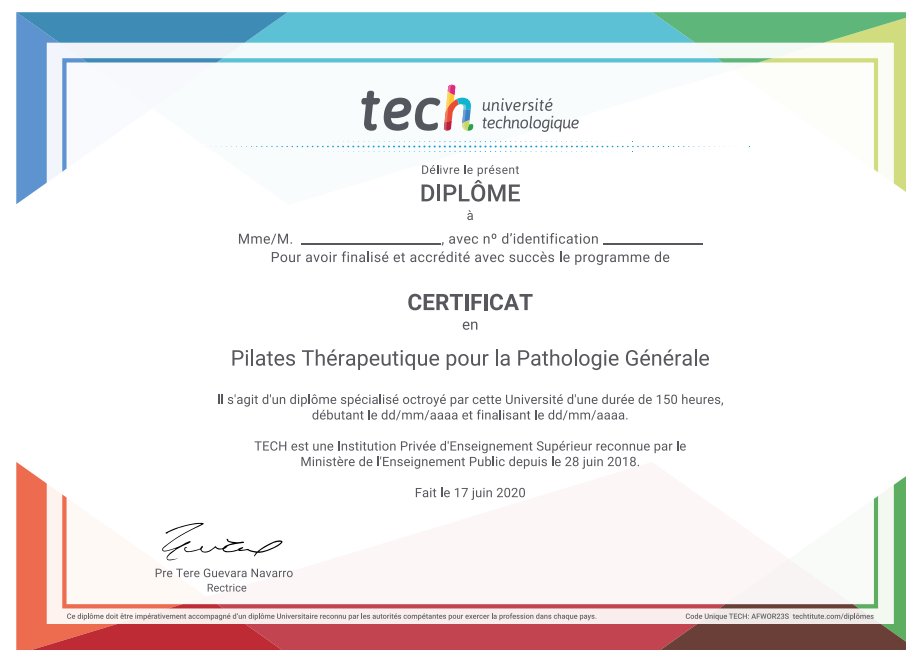 tech université
technologique
Délivre le présent
DIPLÔME
à
Mme/M. ____________________, avec nº d'identification ______________
Pour avoir finalisé et accrédité avec succès le programme de
CERTIFICAT
en
Pilates Thérapeutique pour la Pathologie Générale
Il s'agit d'un diplôme spécialisé octroyé par cette Université d'une durée de 150 heures,
débutant le dd/mm/aaaa et finalisant le dd/mm/aaaa.
TECH est une Institution Privée d'Enseignement Supérieur reconnue par le
Ministère de l'Enseignement Public depuis le 28 juin 2018.
Fait le 17 juin 2020
Pre Tere Guevara Navarro
Rectrice
Ce diplôme doit être impérativement accompagné d'un diplôme Universitaire reconnu par les autorités compétentes pour exercer la profession dans chaque pays.
Code Unique TECH: AFWOR23S techtitute.com/diplômes